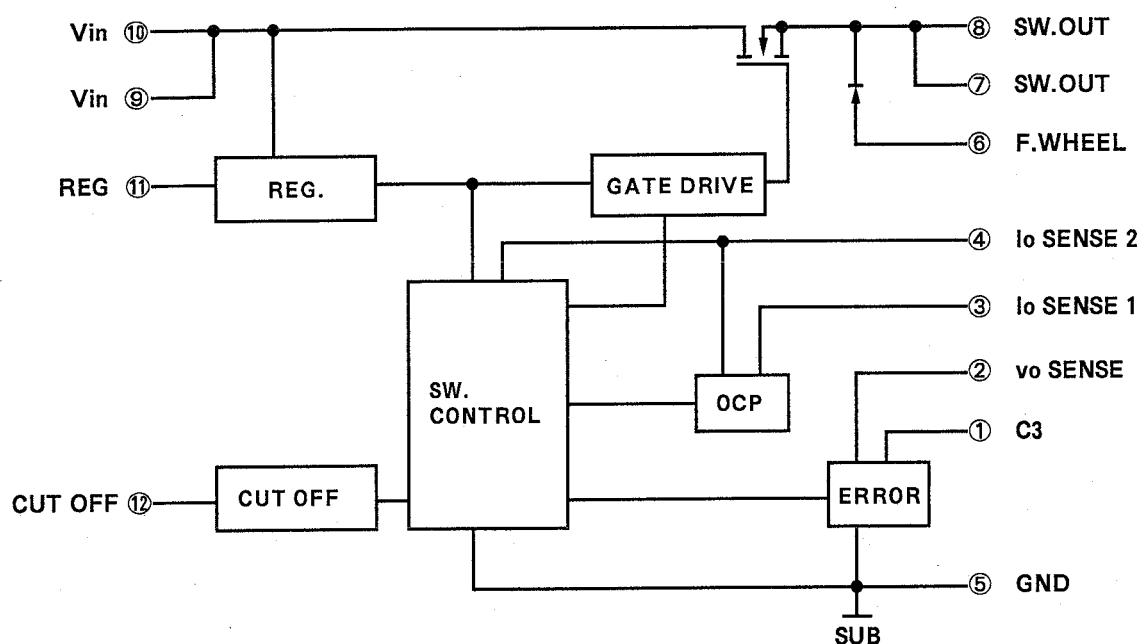 Vin ⑩
⑧ SW.OUT
Vin ⑨
⑦ SW.OUT
⑥ F.WHEEL
REG ⑪
REG.
GATE DRIVE
④ Io SENSE 2
③ Io SENSE 1
② vo SENSE
SW.
CONTROL
OCP
① C3
CUT OFF ⑫
CUT OFF
ERROR
⑤ GND
SUB